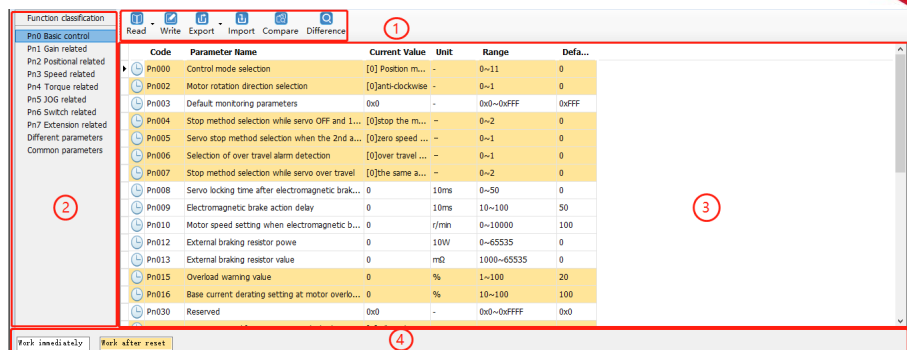 Function classification
Pn0 Basic control
Pn1 Gain related
Pn2 Positional related
Pn3 Speed related
Pn4 Torque related
Pn5 JOG related
Pn6 Switch related
Pn7 Extension related
Different parameters
Common parameters
2
Read Write Export Import Compare Difference
1
Code Parameter Name Current Value Unit Range Defa...
Pn000 Control mode selection [0] Position m... - 0~11 0
Pn002 Motor rotation direction selection [0]anti-clockwise - 0~1 0
Pn003 Default monitoring parameters 0x0 - 0x0~0xFFF 0xFFF
Pn004 Stop method selection while servo OFF and 1... [0]stop the m... - 0~2 0
Pn005 Servo stop method selection when the 2nd a... [0]zero speed ... - 0~1 0
Pn006 Selection of over travel alarm detection [0]over travel ... - 0~1 0
Pn007 Stop method selection while servo over travel [0]the same a... - 0~2 0
Pn008 Servo locking time after electromagnetic brak... 0 10ms 0~50 0
Pn009 Electromagnetic brake action delay 0 10ms 10~100 50
Pn010 Motor speed setting when electromagnetic b... 0 r/min 0~10000 100
Pn012 External braking resistor powe 0 10W 0~65535 0
Pn013 External braking resistor value 0 mΩ 1000~65535 0
Pn015 Overload warning value 0 % 1~100 20
Pn016 Base current derating setting at motor overlo... 0 % 10~100 100
Pn030 Reserved 0x0 - 0x0~0xFFFF 0x0
3
Work immediately Work after reset
4